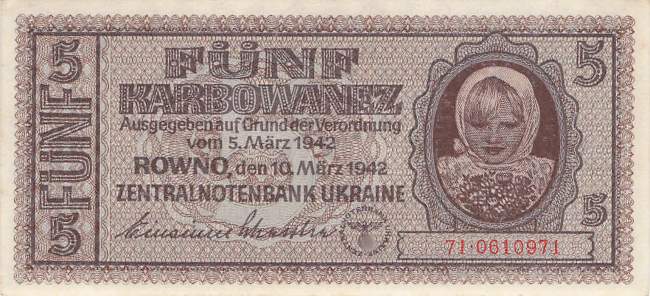 5 FÜNF 5
FÜNF
KARBOWANEZ
Ausgegeben auf Grund der Verordnung
vom 5. März 1942
ROWNO, den 10. März 1942
ZENTRALNOTENBANK UKRAINE
5
5
71·0610971